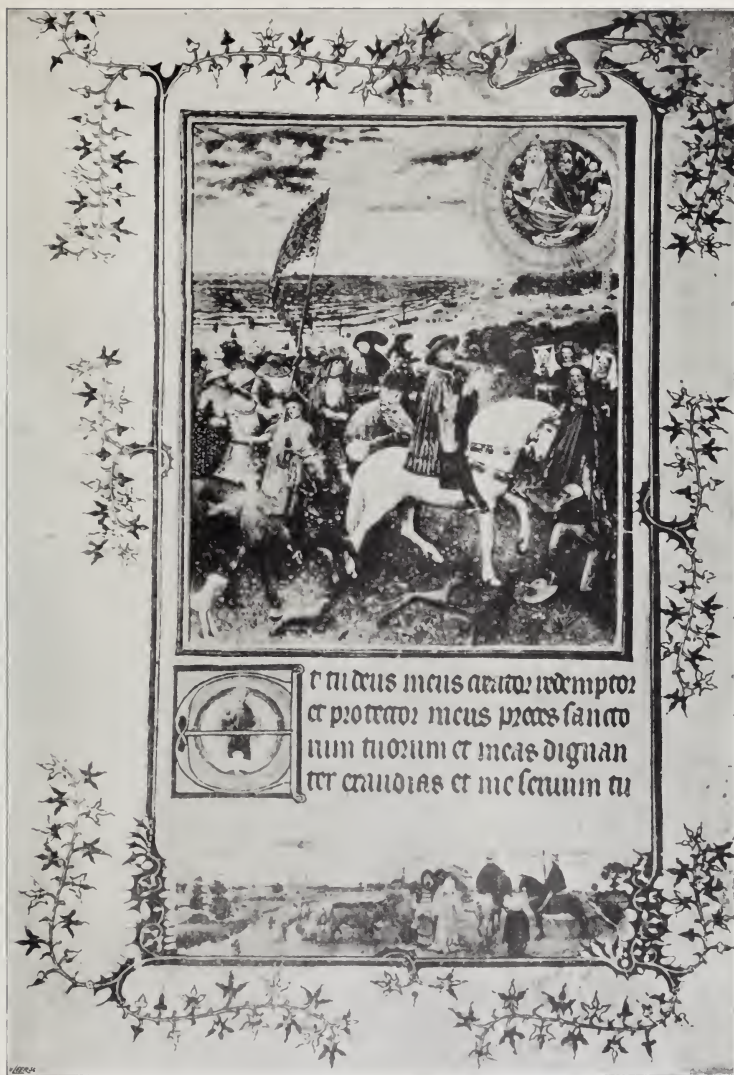 Et tu deus meus creator redemptor
et protector meus preces sancto
rum tuorum et meas dignan
ter exaudias et me seruum tu